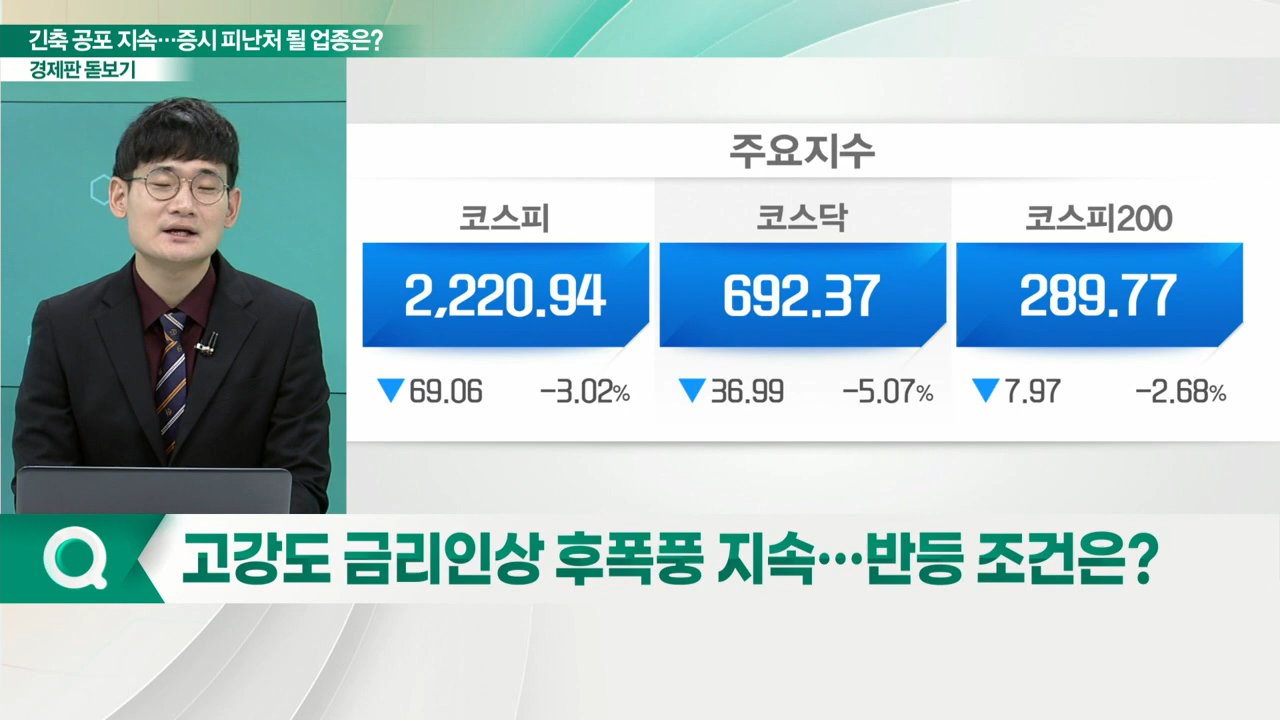 긴축 공포 지속…증시 피난처 될 업종은?
경제판 돋보기
주요지수
코스피 코스닥 코스피200
2,220.94 692.37 289.77
▼69.06 -3.02% ▼36.99 -5.07% ▼7.97 -2.68%
Q 고강도 금리인상 후폭풍 지속…반등 조건은?